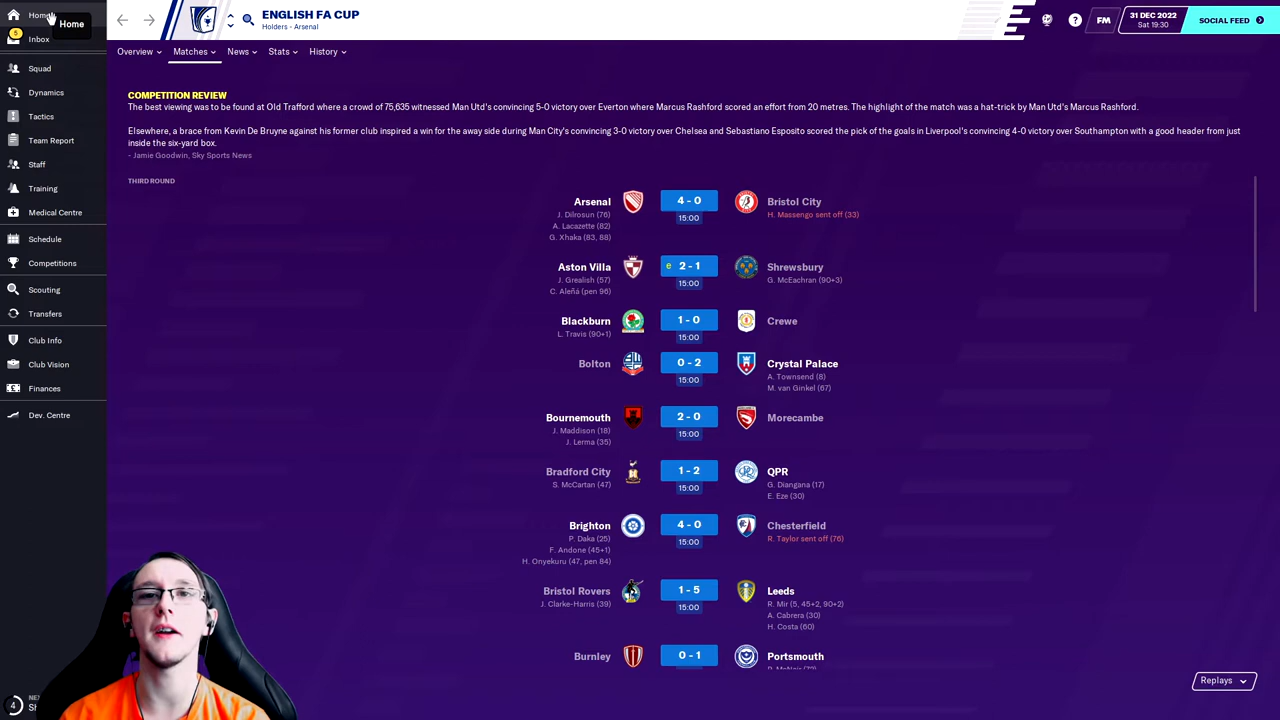 Home
ENGLISH FA CUP
Holders - Arsenal
?
FM
31 DEC 2022
Sat 19:30
SOCIAL FEED
5
Inbox
Squad
Dynamics
Tactics
Team Report
Staff
Training
Medical Centre
Schedule
Competitions
Scouting
Transfers
Club Info
Club Vision
Finances
Dev. Centre
4
Overview
Matches
News
Stats
History
COMPETITION REVIEW
The best viewing was to be found at Old Trafford where a crowd of 75,635 witnessed Man Utd's convincing 5-0 victory over Everton where Marcus Rashford scored an effort from 20 metres. The highlight of the match was a hat-trick by Man Utd's Marcus Rashford.
Elsewhere, a brace from Kevin De Bruyne against his former club inspired a win for the away side during Man City's convincing 3-0 victory over Chelsea and Sebastiano Esposito scored the pick of the goals in Liverpool's convincing 4-0 victory over Southampton with a good header from just
inside the six-yard box.
- Jamie Goodwin, Sky Sports News
THIRD ROUND
Arsenal 4 - 0 Bristol City
J. Dilrosun (76) 15:00 H. Massengo sent off (33)
A. Lacazette (82)
G. Xhaka (83, 88)
Aston Villa e 2 - 1 Shrewsbury
J. Grealish (57) 15:00 G. McEachran (90+3)
C. Aleñá (pen 96)
Blackburn 1 - 0 Crewe
L. Travis (90+1) 15:00
Bolton 0 - 2 Crystal Palace
15:00 A. Townsend (8)
M. van Ginkel (67)
Bournemouth 2 - 0 Morecambe
J. Maddison (18) 15:00
J. Lerma (35)
Bradford City 1 - 2 QPR
S. McCartan (47) 15:00 G. Diangana (17)
E. Eze (30)
Brighton 4 - 0 Chesterfield
P. Daka (25) 15:00 R. Taylor sent off (76)
F. Andone (45+1)
H. Onyekuru (47, pen 84)
Bristol Rovers 1 - 5 Leeds
J. Clarke-Harris (39) 15:00 R. Mir (5, 45+2, 90+2)
A. Cabrera (30)
H. Costa (60)
Burnley 0 - 1 Portsmouth
Replays